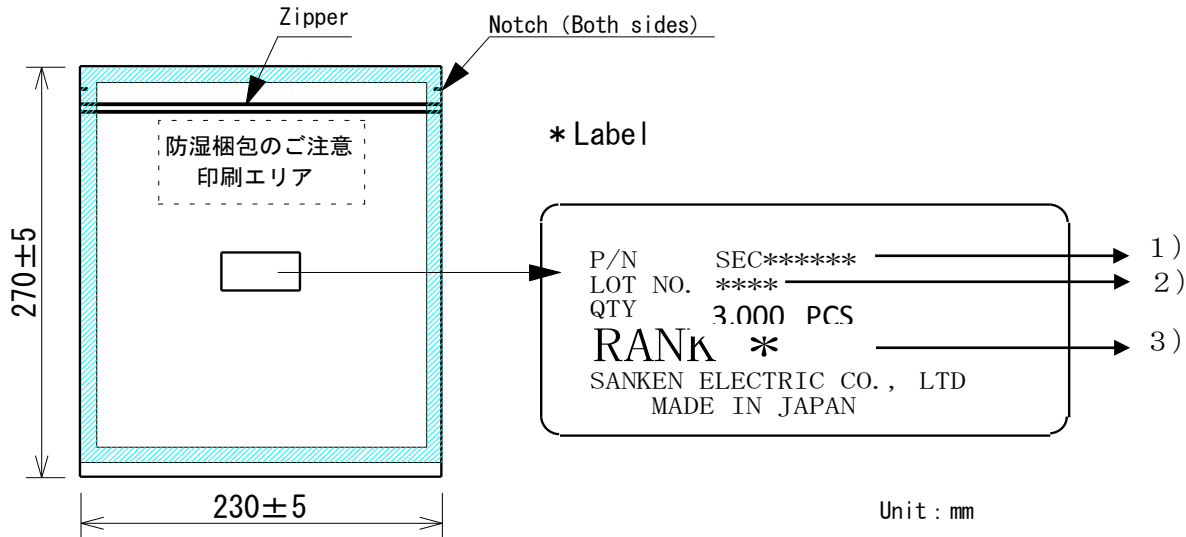 Zipper
Notch (Both sides)
防湿梱包のご注意
印刷エリア
270±5
230±5
* Label
P/N SEC****** 1)
LOT NO. **** 2)
QTY 3,000 PCS
RANK * 3)
SANKEN ELECTRIC CO., LTD
MADE IN JAPAN
Unit : mm